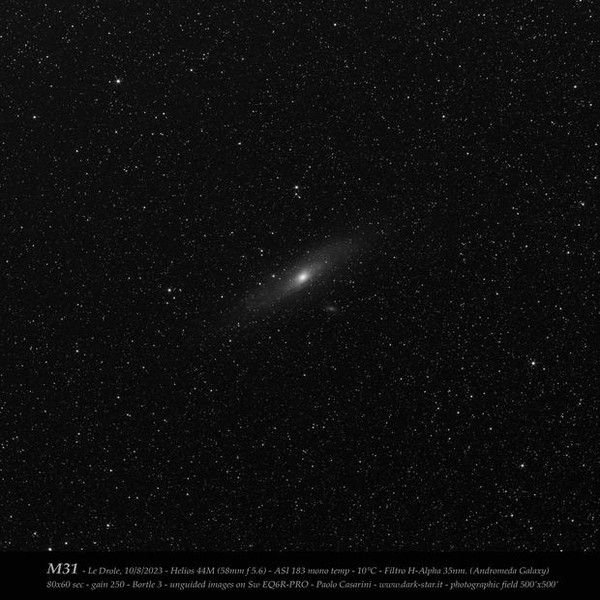 M31 - Le Drole, 10/8/2023 - Helios 44M (58mm f 5.6) - ASI 183 mono temp - 10°C - Filtro H-Alpha 35nm. (Andromeda Galaxy)
80x60 sec - gain 250 - Bortle 3 - unguided images on Sw EQ6R-PRO - Paolo Casarini - www.dark-star.it - photographic field 500'x500'